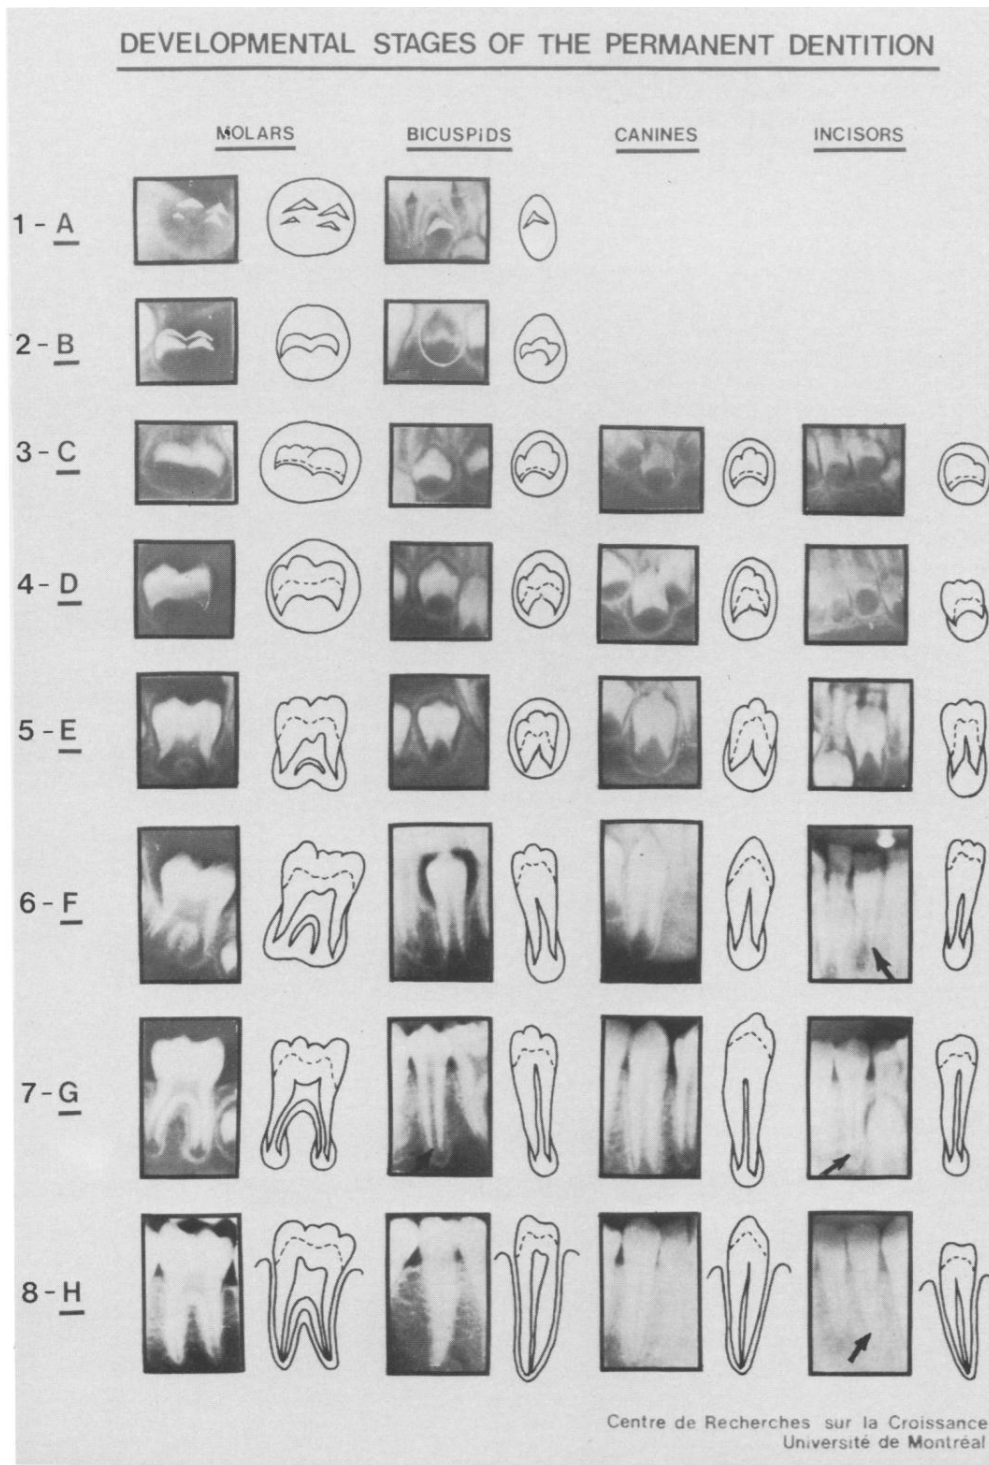 DEVELOPMENTAL STAGES OF THE PERMANENT DENTITION
MOLARS BICUSPIDS CANINES INCISORS
1 - A
2 - B
3 - C
4 - D
5 - E
6 - F
7 - G
8 - H
Centre de Recherches sur la Croissance
Université de Montréal